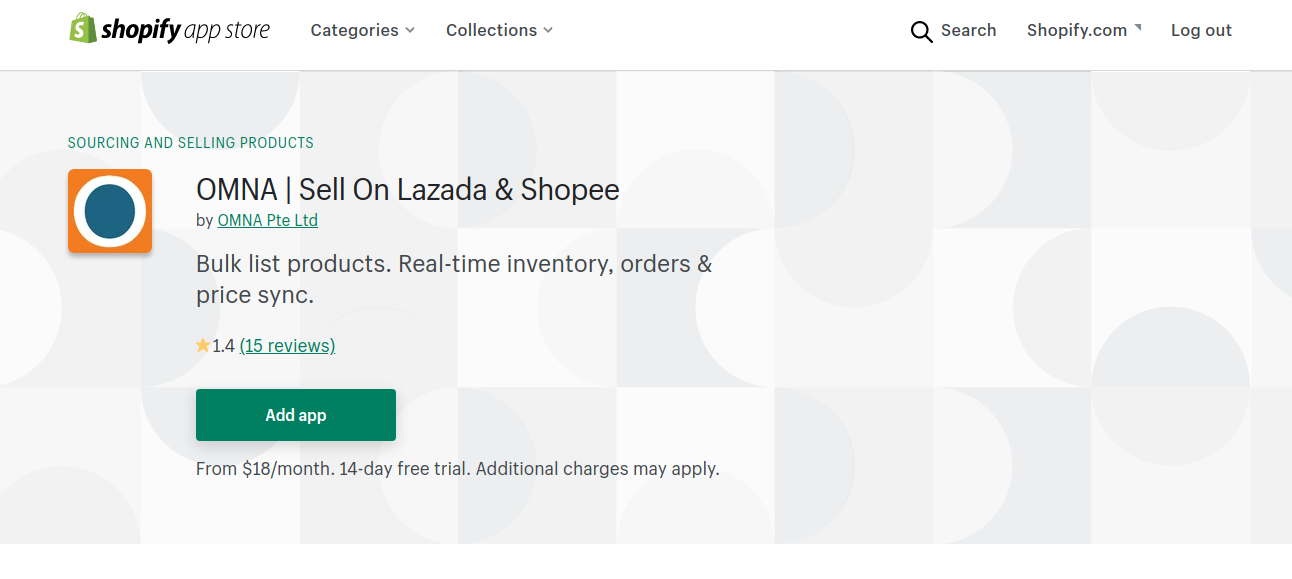 shopify app store Categories Collections Search Shopify.com Log out
SOURCING AND SELLING PRODUCTS
OMNA | Sell On Lazada & Shopee
by OMNA Pte Ltd
Bulk list products. Real-time inventory, orders &
price sync.
1.4 (15 reviews)
Add app
From $18/month. 14-day free trial. Additional charges may apply.